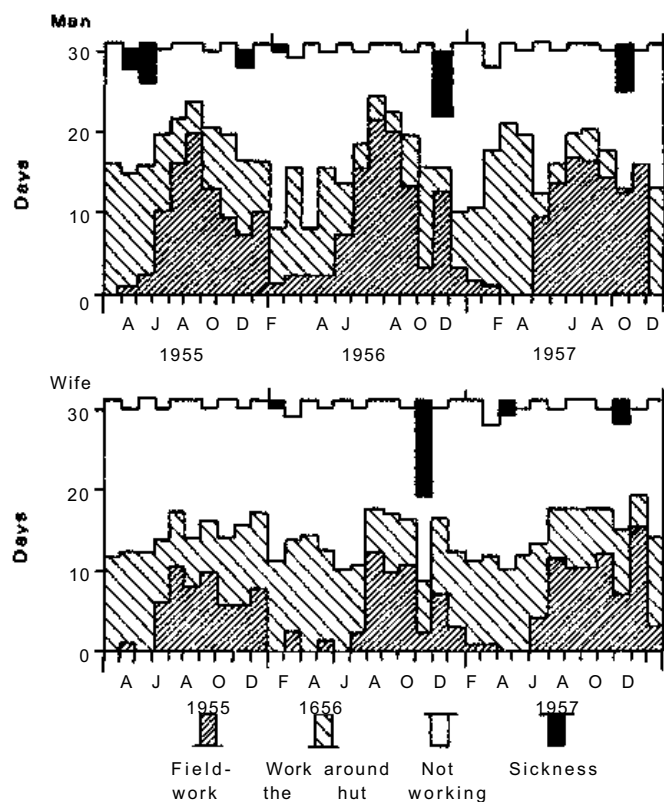 Man
30
20
10
0
Days
A J A O D F A J A O D F A J A O D
1955 1956 1957
Wife
30
20
10
0
Days
A J A O D F A J A O D F A J A O D
1955 1656 1957
Field- Work around Not Sickness
work the hut working